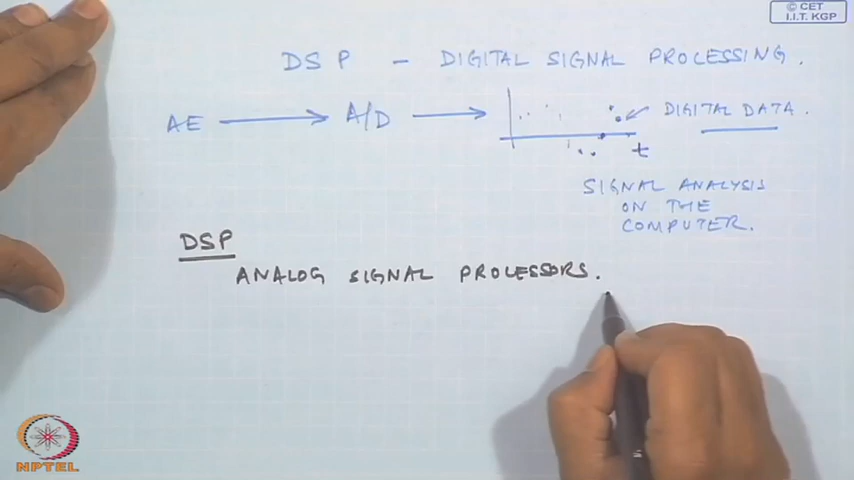 © CET
I.I.T. KGP
DSP - DIGITAL SIGNAL PROCESSING.
AE A/D DIGITAL DATA.
t
SIGNAL ANALYSIS
ON THE
COMPUTER.
DSP
ANALOG SIGNAL PROCESSORS.
NPTEL